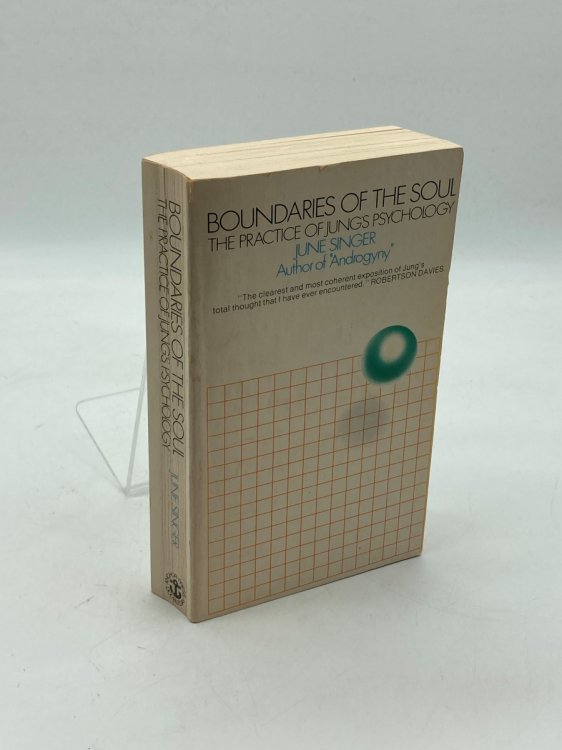 BOUNDARIES OF THE SOUL
THE PRACTICE OF JUNG'S PSYCHOLOGY
JUNE SINGER
Author of "Androgyny"
"The clearest and most coherent exposition of Jung's
total thought that I have ever encountered." ROBERTSON DAVIES
BOUNDARIES OF THE SOUL
THE PRACTICE OF JUNG'S PSYCHOLOGY
JUNE SINGER